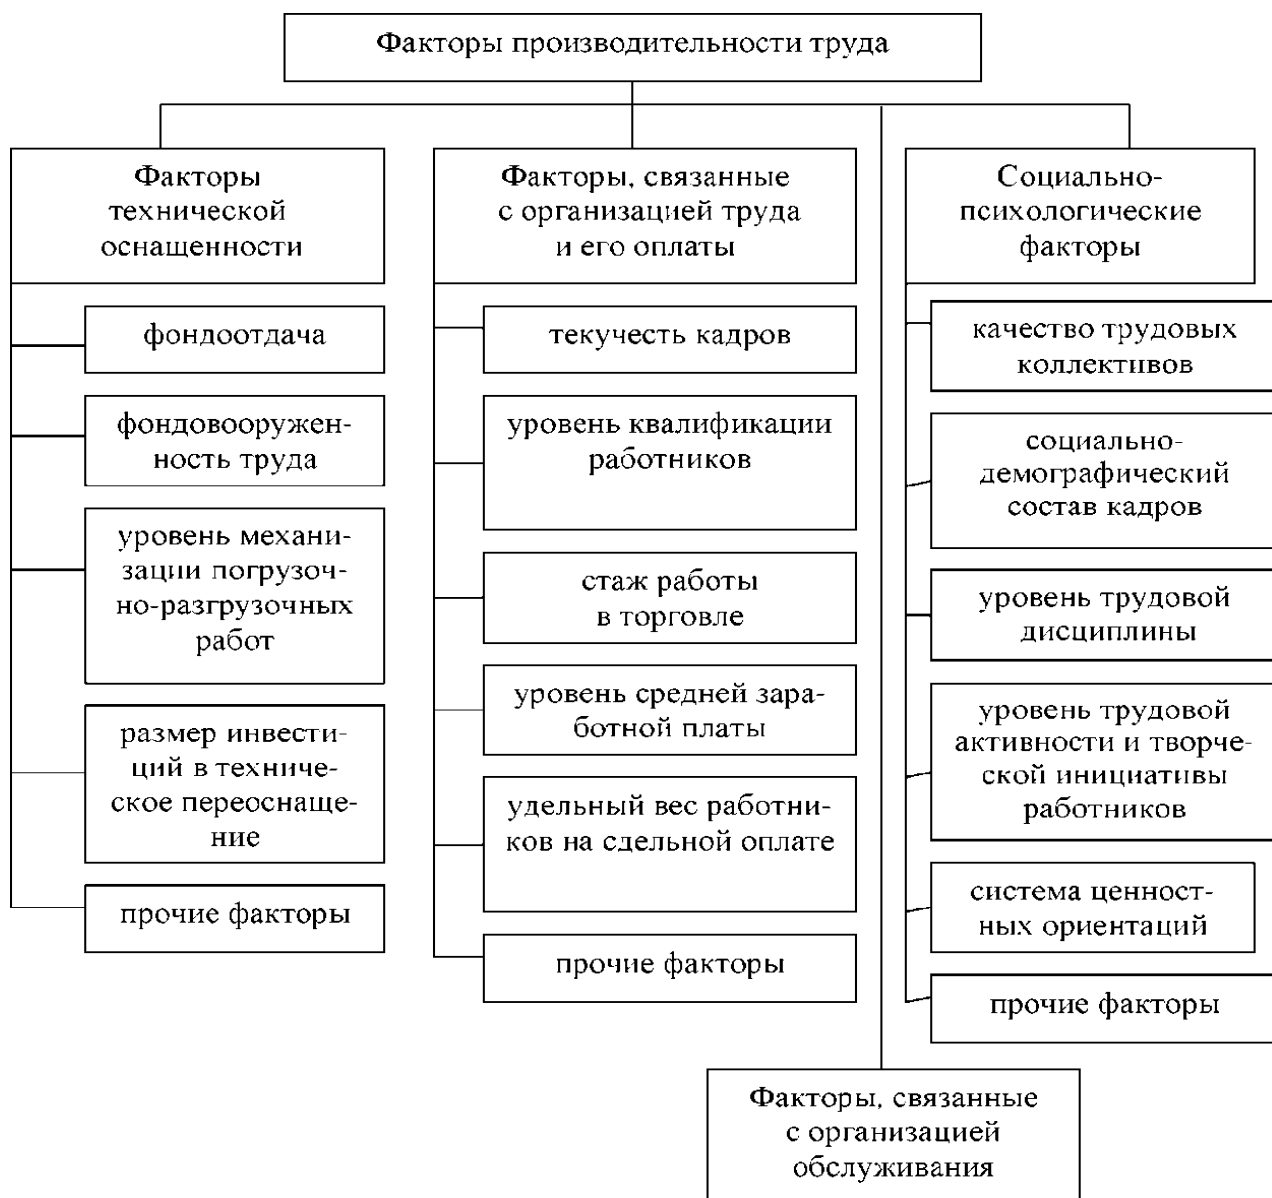 Факторы производительности труда
Факторы
технической
оснащенности
фондоотдача
фондовооружен-
ность труда
уровень механи-
зации погрузоч-
но-разгрузочных
работ
размер инвести-
ций в техниче-
ское переоснаще-
ние
прочие факторы
Факторы, связанные
с организацией труда
и его оплаты
текучесть кадров
уровень квалификации
работников
стаж работы
в торговле
уровень средней зара-
ботной платы
удельный вес работни-
ков на сдельной оплате
прочие факторы
Социально-
психологические
факторы
качество трудовых
коллективов
социально-
демографический
состав кадров
уровень трудовой
дисциплины
уровень трудовой
активности и творче-
ской инициативы
работников
система ценност-
ных ориентаций
прочие факторы
Факторы, связанные
с организацией
обслуживания